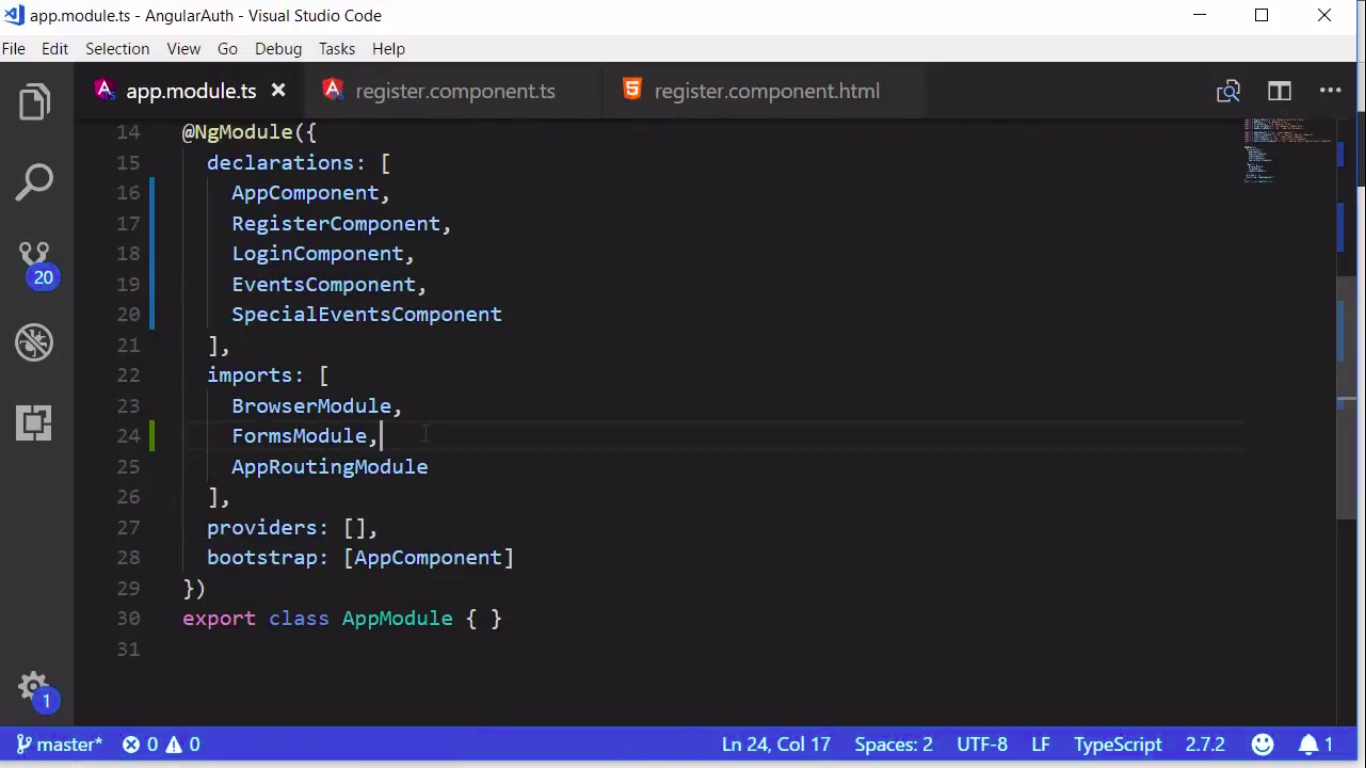 app.module.ts - AngularAuth - Visual Studio Code
File Edit Selection View Go Debug Tasks Help
app.module.ts register.component.ts register.component.html
14 @NgModule({
15 declarations: [
16 AppComponent,
17 RegisterComponent,
18 LoginComponent,
19 EventsComponent,
20 SpecialEventsComponent
21 ],
22 imports: [
23 BrowserModule,
24 FormsModule,
25 AppRoutingModule
26 ],
27 providers: [],
28 bootstrap: [AppComponent]
29 })
30 export class AppModule { }
31
20
1
master* 0 0 Ln 24, Col 17 Spaces: 2 UTF-8 LF TypeScript 2.7.2 1